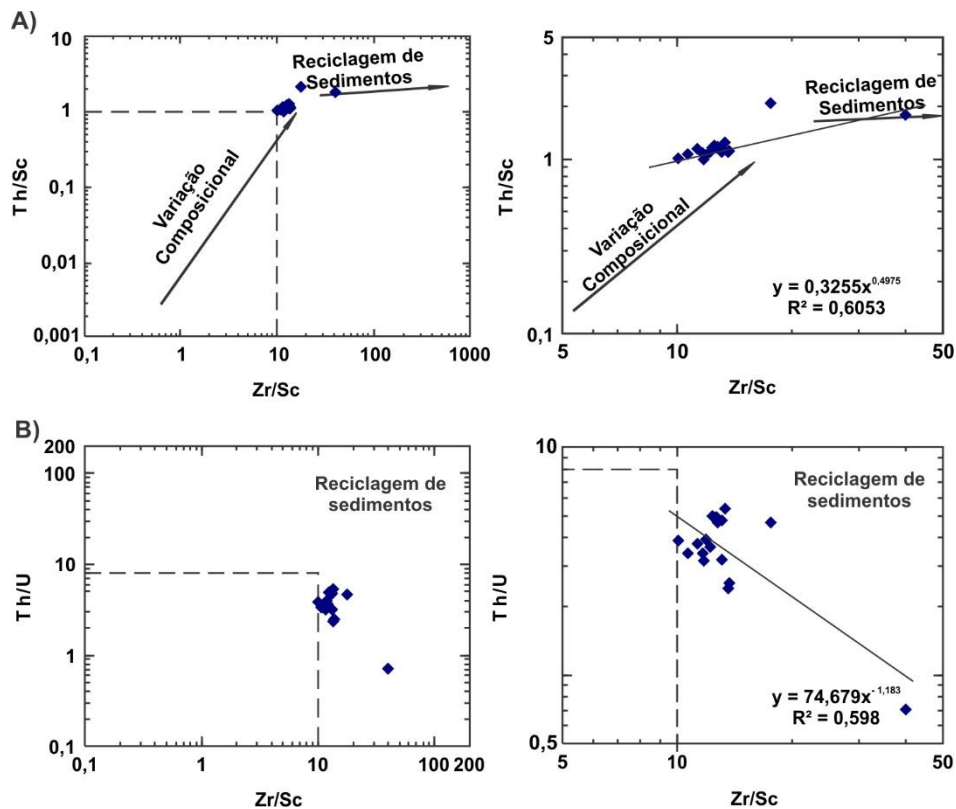 A)
Th/Sc
10
1
0,1
0,01
0,001
0,1
1
10
100
1000
Zr/Sc
Reciclagem de
Sedimentos
Variação
Composicional
Th/Sc
5
1
0,1
5
10
50
Zr/Sc
Reciclagem de
Sedimentos
Variação
Composicional
y = 0,3255x^0,4975
R² = 0,6053
B)
Th/U
200
100
10
1
0,1
0,1
1
10
100 200
Zr/Sc
Reciclagem de
sedimentos
Th/U
10
1
0,5
5
10
50
Zr/Sc
Reciclagem de
sedimentos
y = 74,679x^-1,183
R² = 0,598